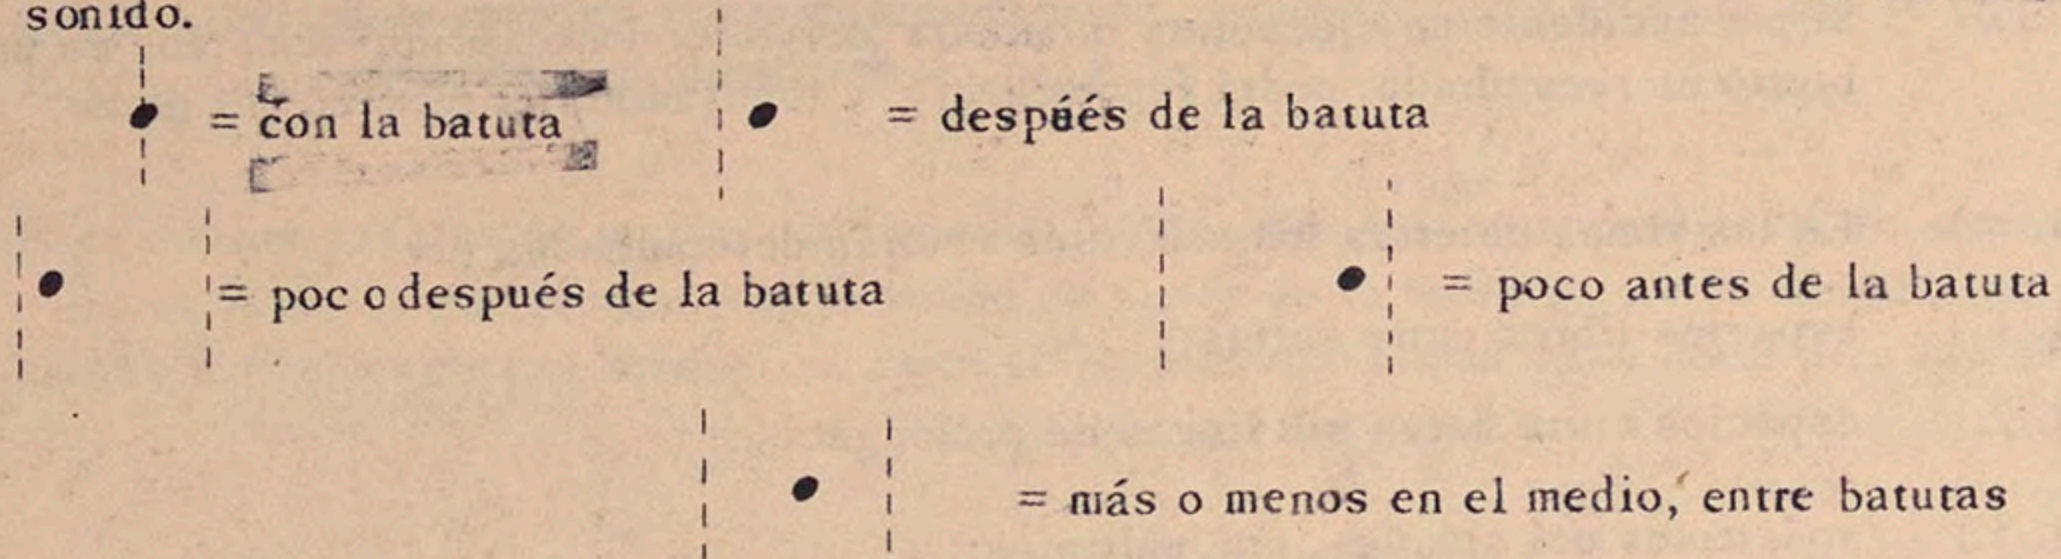 sonido.
= con la batuta
= después de la batuta
= poc o después de la batuta
= poco antes de la batuta
= más o menos en el medio, entre batutas